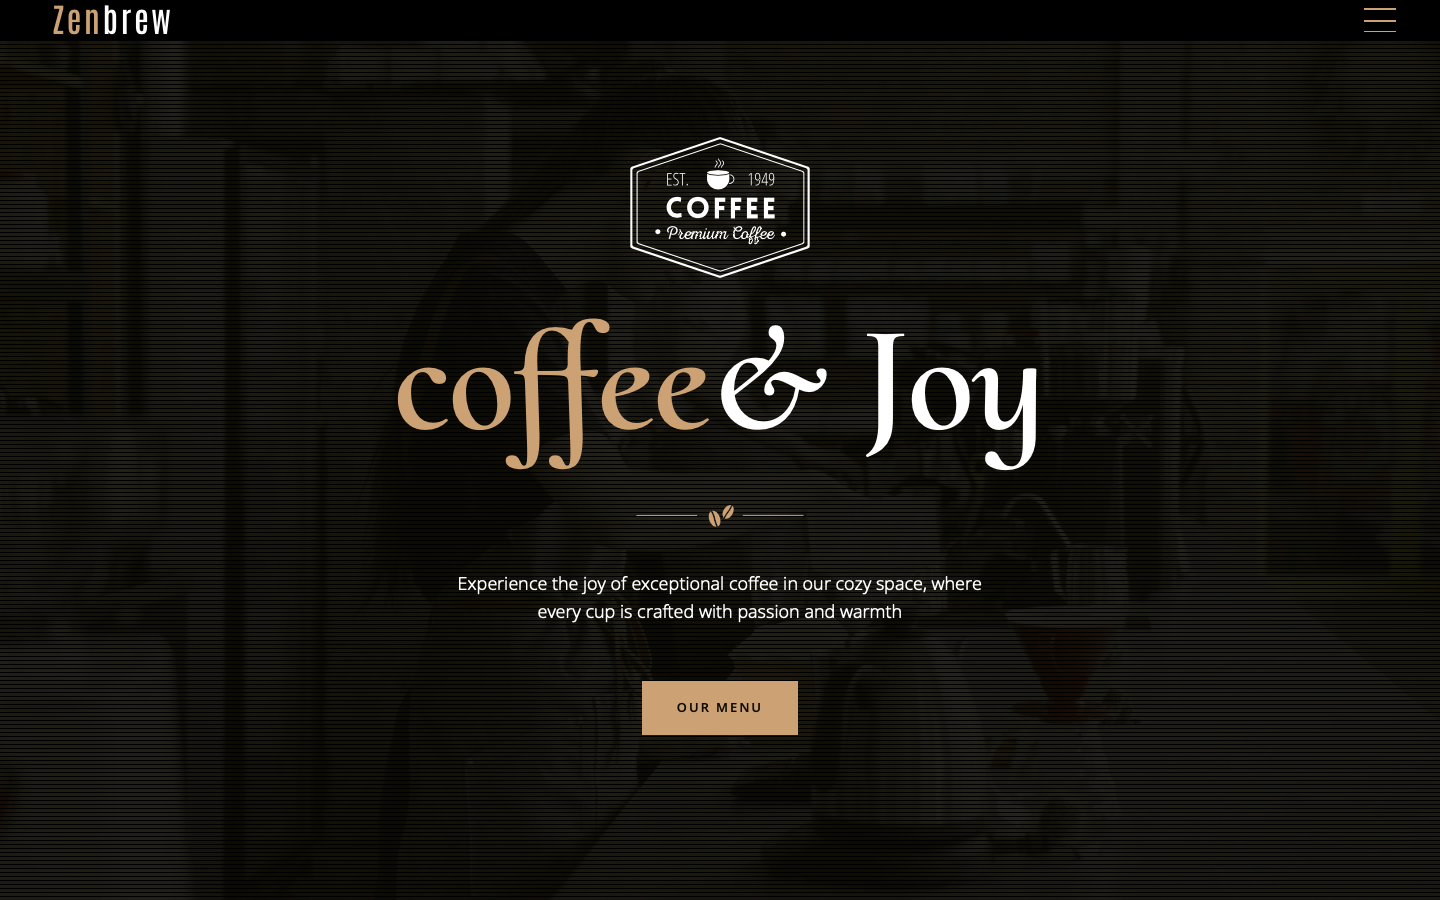 Zenbrew
EST. 1949
COFFEE
• Premium Coffee •
coffee & Joy
Experience the joy of exceptional coffee in our cozy space, where
every cup is crafted with passion and warmth
OUR MENU